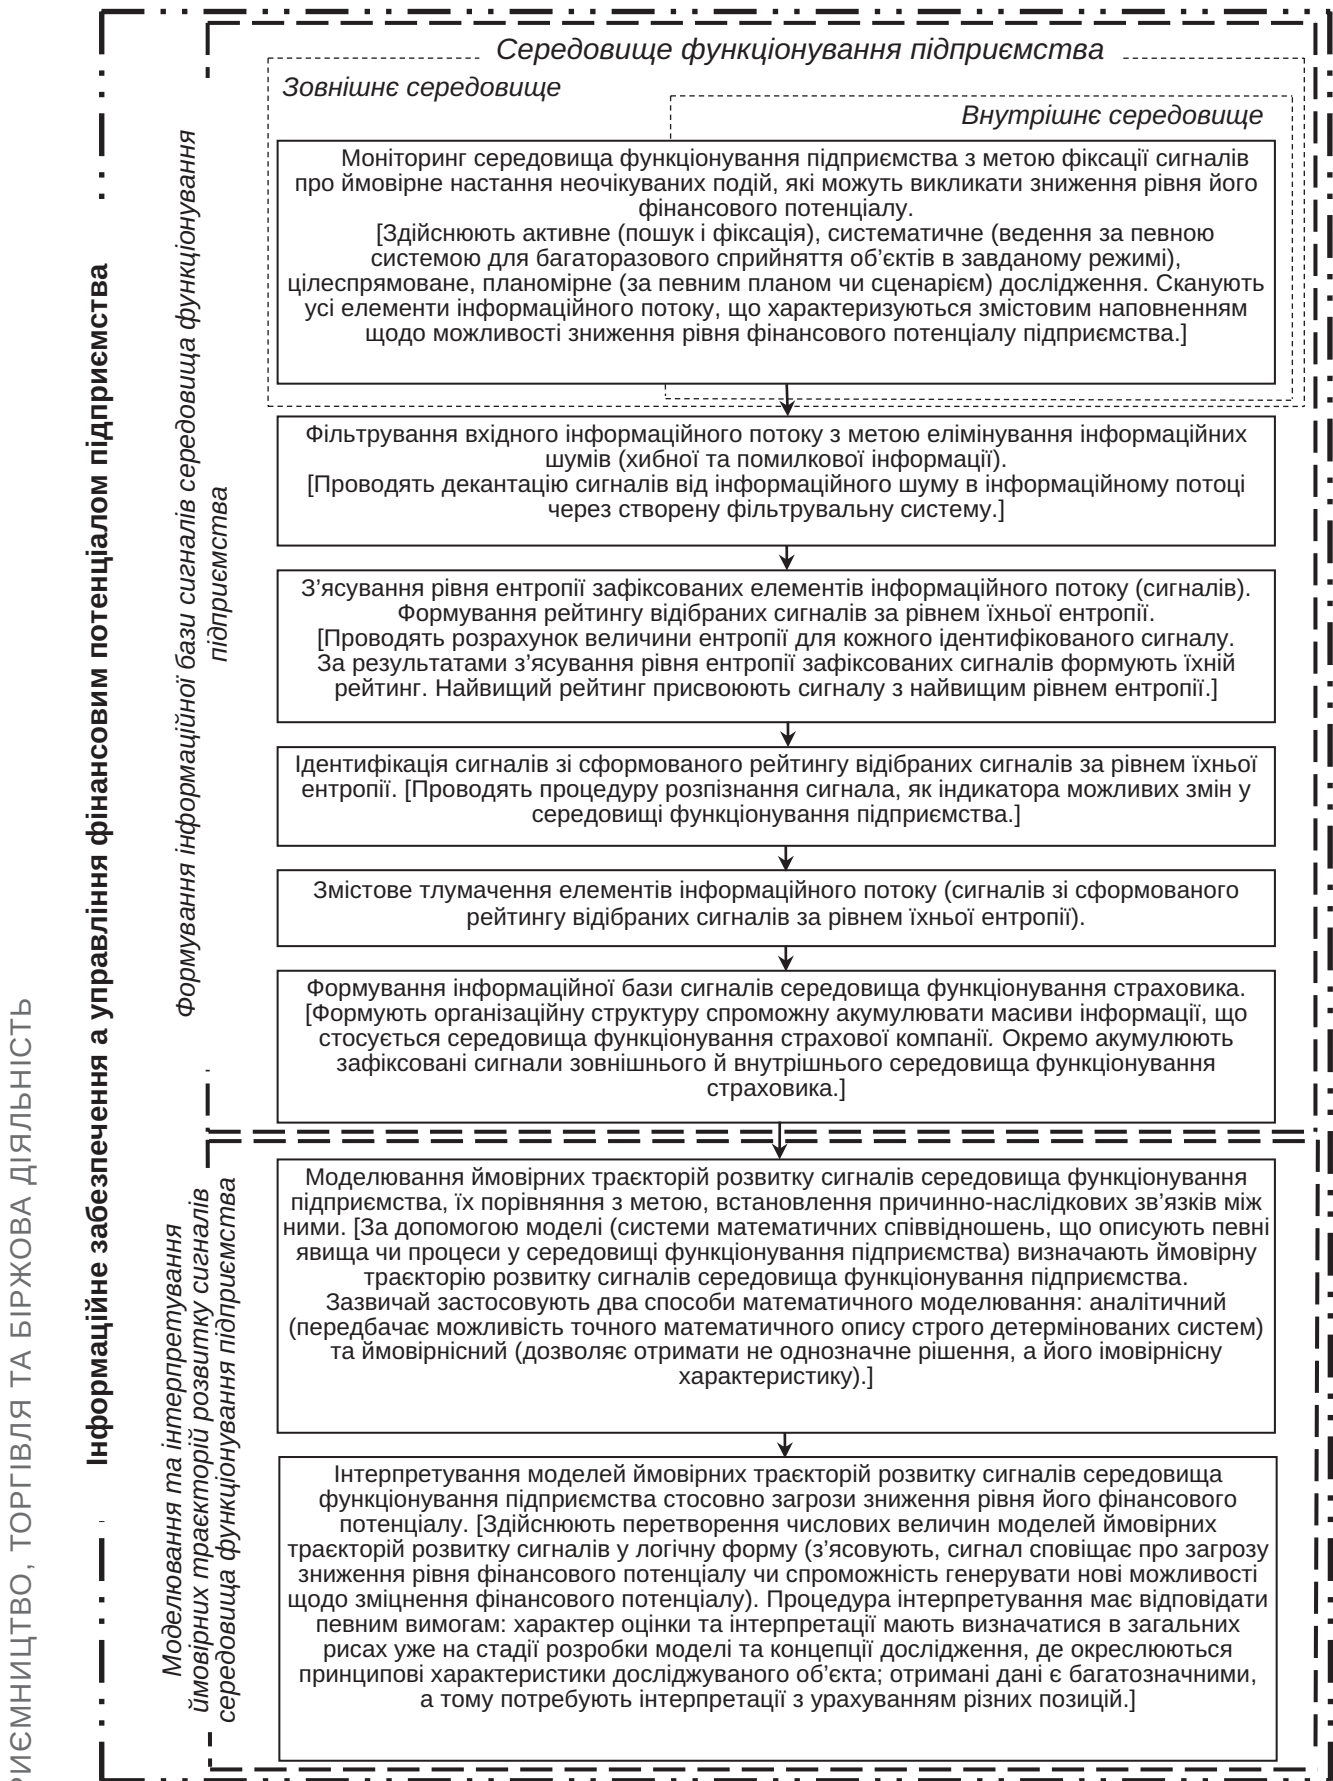 Середовище функціонування підприємства
Зовнішнє середовище
Внутрішнє середовище
Моніторинг середовища функціонування підприємства з метою фіксації сигналів
про ймовірне настання неочікуваних подій, які можуть викликати зниження рівня його
фінансового потенціалу.
[Здійснюють активне (пошук і фіксація), систематичне (ведення за певною
системою для багаторазового сприйняття об’єктів в завданому режимі),
цілеспрямоване, планомірне (за певним планом чи сценарієм) дослідження. Сканують
усі елементи інформаційного потоку, що характеризуються змістовим наповненням
щодо можливості зниження рівня фінансового потенціалу підприємства.]
Фільтрування вхідного інформаційного потоку з метою елімінування інформаційних
шумів (хибної та помилкової інформації).
[Проводять декантацію сигналів від інформаційного шуму в інформаційному потоці
через створену фільтрувальну систему.]
З’ясування рівня ентропії зафіксованих елементів інформаційного потоку (сигналів).
Формування рейтингу відібраних сигналів за рівнем їхньої ентропії.
[Проводять розрахунок величини ентропії для кожного ідентифікованого сигналу.
За результатами з’ясування рівня ентропії зафіксованих сигналів формують їхній
рейтинг. Найвищий рейтинг присвоюють сигналу з найвищим рівнем ентропії.]
Ідентифікація сигналів зі сформованого рейтингу відібраних сигналів за рівнем їхньої
ентропії. [Проводять процедуру розпізнання сигнала, як індикатора можливих змін у
середовищі функціонування підприємства.]
Змістове тлумачення елементів інформаційного потоку (сигналів зі сформованого
рейтингу відібраних сигналів за рівнем їхньої ентропії).
Формування інформаційної бази сигналів середовища функціонування страховика.
[Формують організаційну структуру спроможну акумулювати масиви інформації, що
стосується середовища функціонування страхової компанії. Окремо акумулюють
зафіксовані сигнали зовнішнього й внутрішнього середовища функціонування
страховика.]
Моделювання ймовірних траєкторій розвитку сигналів середовища функціонування
підприємства, їх порівняння з метою, встановлення причинно-наслідкових зв’язків між
ними. [За допомогою моделі (системи математичних співвідношень, що описують певні
явища чи процеси у середовищі функціонування підприємства) визначають ймовірну
траєкторію розвитку сигналів середовища функціонування підприємства.
Зазвичай застосовують два способи математичного моделювання: аналітичний
(передбачає можливість точного математичного опису строго детермінованих систем)
та ймовірнісний (дозволяє отримати не однозначне рішення, а його імовірнісну
характеристику).]
Інтерпретування моделей ймовірних траєкторій розвитку сигналів середовища
функціонування підприємства стосовно загрози зниження рівня його фінансового
потенціалу. [Здійснюють перетворення числових величин моделей ймовірних
траєкторій розвитку сигналів у логічну форму (з’ясовують, сигнал сповіщає про загрозу
зниження рівня фінансового потенціалу чи спроможність генерувати нові можливості
щодо зміцнення фінансового потенціалу). Процедура інтерпретування має відповідати
певним вимогам: характер оцінки та інтерпретації мають визначатися в загальних
рисах уже на стадії розробки моделі та концепції дослідження, де окреслюються
принципові характеристики досліджуваного об’єкта; отримані дані є багатозначними,
а тому потребують інтерпретації з урахуванням різних позицій.]
Формування інформаційної бази сигналів середовища функціонування
підприємства
Моделювання та інтерпретування
ймовірних траєкторій розвитку сигналів
середовища функціонування підприємства
Інформаційне забезпечення а управління фінансовим потенціалом підприємства
ТОРГІВЛЯ ТА БІРЖОВА ДІЯЛЬНІСТЬ